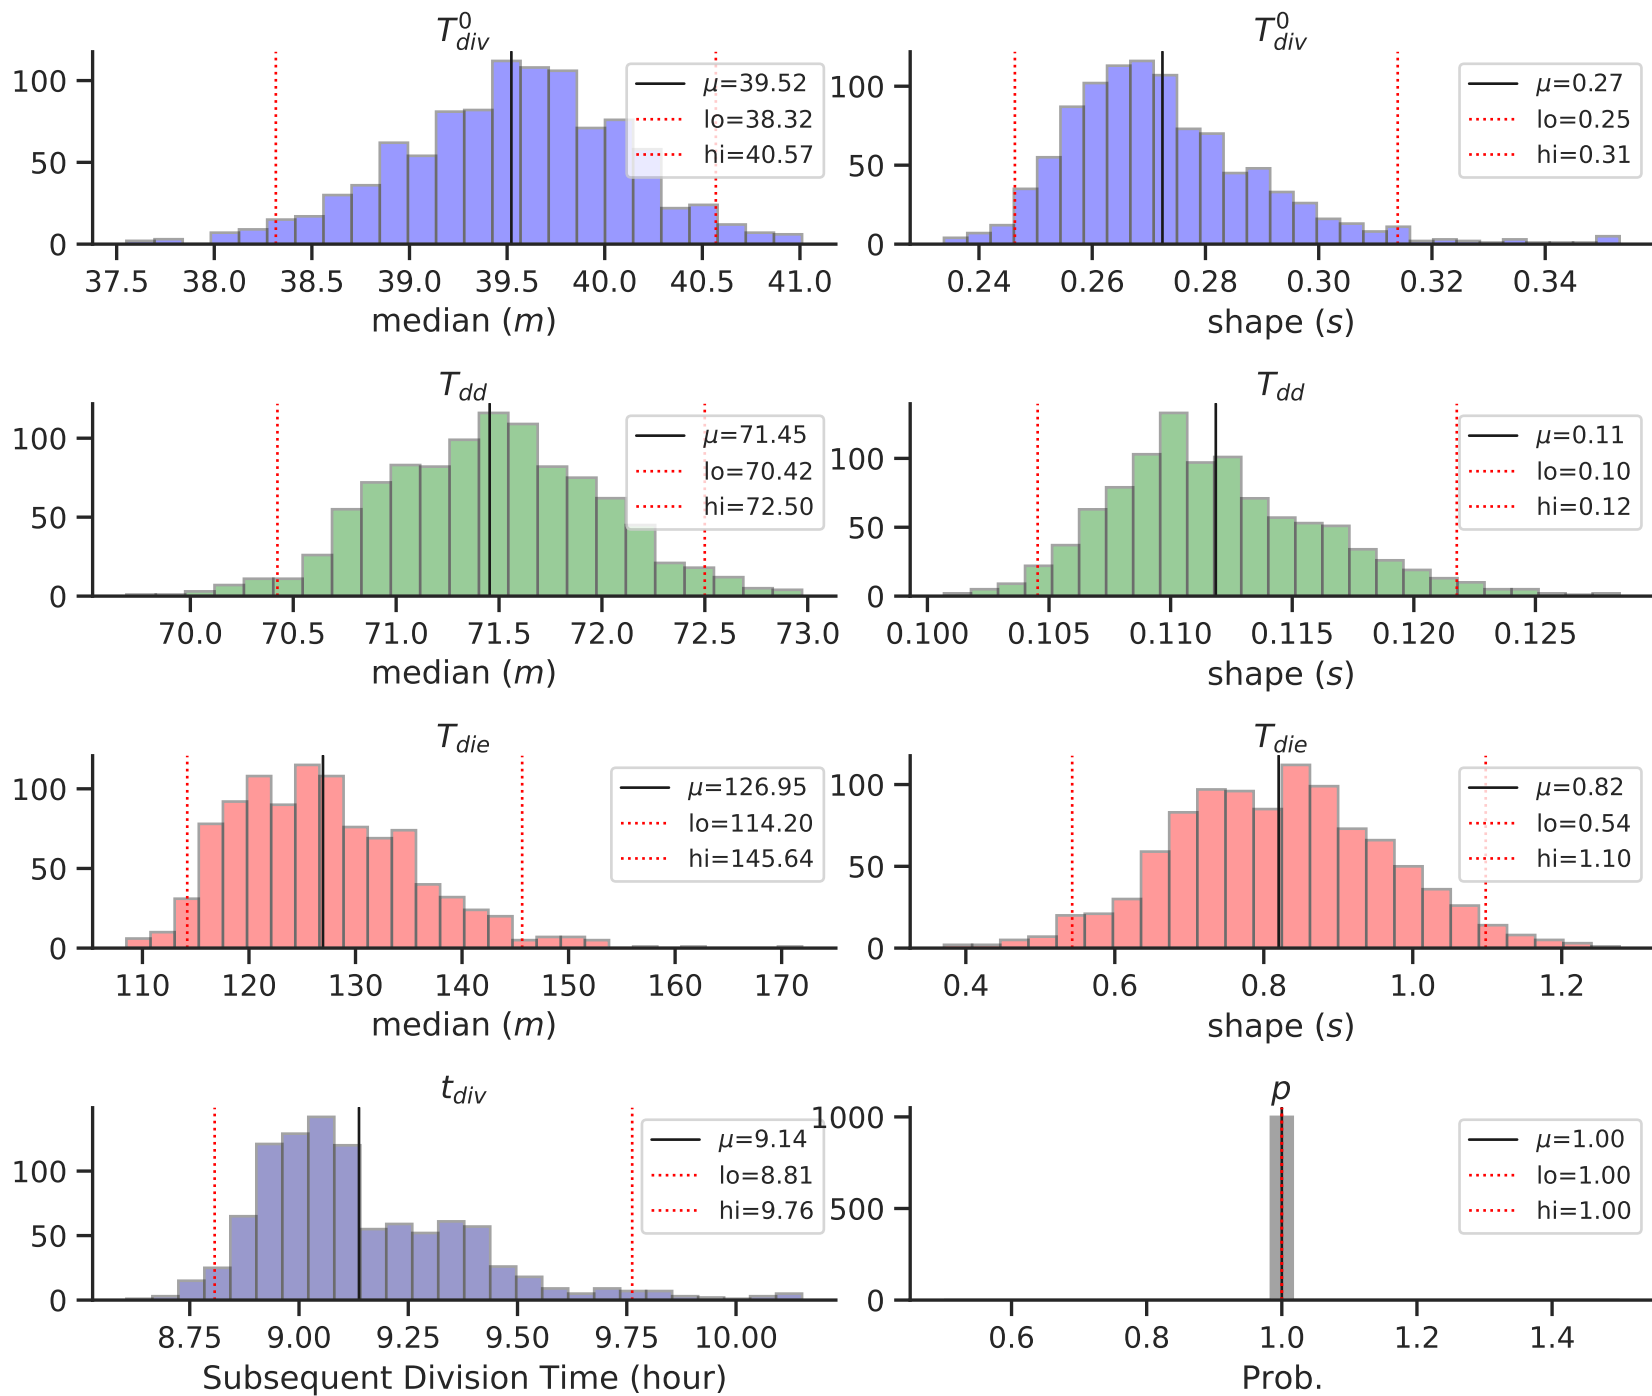 T⁰div
100
50
0
μ=39.52
lo=38.32
hi=40.57
37.5 38.0 38.5 39.0 39.5 40.0 40.5 41.0
median (m)
T⁰div
100
50
0
μ=0.27
lo=0.25
hi=0.31
0.24 0.26 0.28 0.30 0.32 0.34
shape (s)
Tdd
100
50
0
μ=71.45
lo=70.42
hi=72.50
70.0 70.5 71.0 71.5 72.0 72.5 73.0
median (m)
Tdd
100
50
0
μ=0.11
lo=0.10
hi=0.12
0.100 0.105 0.110 0.115 0.120 0.125
shape (s)
Tdie
100
50
0
μ=126.95
lo=114.20
hi=145.64
110 120 130 140 150 160 170
median (m)
Tdie
100
50
0
μ=0.82
lo=0.54
hi=1.10
0.4 0.6 0.8 1.0 1.2
shape (s)
tdiv
100
50
0
μ=9.14
lo=8.81
hi=9.76
8.75 9.00 9.25 9.50 9.75 10.00
Subsequent Division Time (hour)
p
1000
500
0
μ=1.00
lo=1.00
hi=1.00
0.6 0.8 1.0 1.2 1.4
Prob.